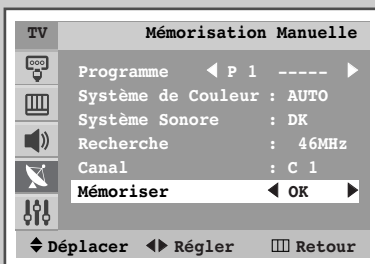 TV Mémorisation Manuelle
Programme ◀ P 1 ----- ▶
Système de Couleur : AUTO
Système Sonore : DK
Recherche : 46MHz
Canal : C 1
Mémoriser ◀ OK ▶
Déplacer Régler Retour